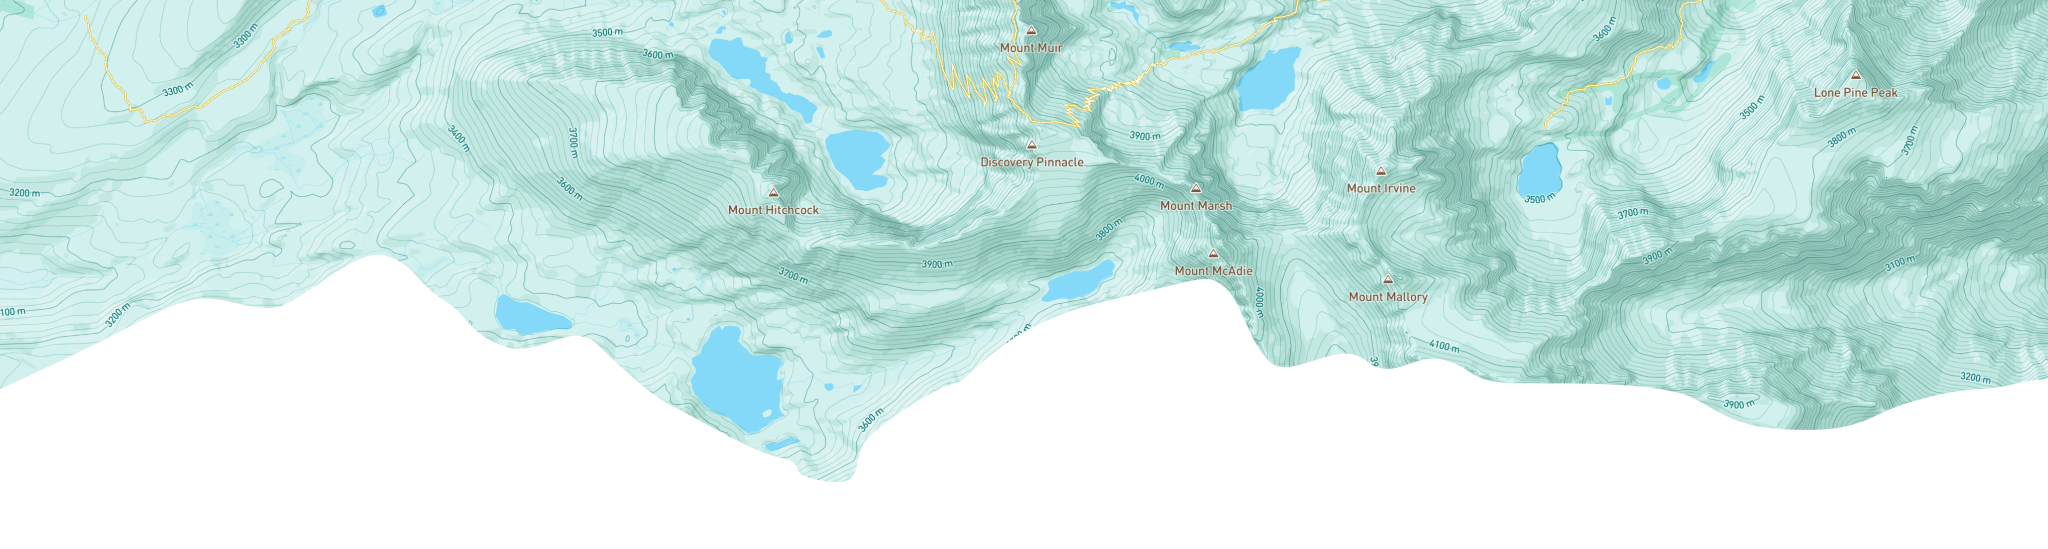 3300 m
3500 m
3600 m
Mount Muir
3600 m
3300 m
Lone Pine Peak
3500 m
3400 m
3700 m
3900 m
3800 m
3700 m
Discovery Pinnacle
3600 m
4000 m
Mount Irvine
3200 m
Mount Hitchcock
Mount Marsh
3500 m
3700 m
3800 m
3900 m
3700 m
Mount McAdie
3900 m
3100 m
Mount Mallory
100 m
3200 m
4000 m
4100 m
3200 m
3900 m
3600 m